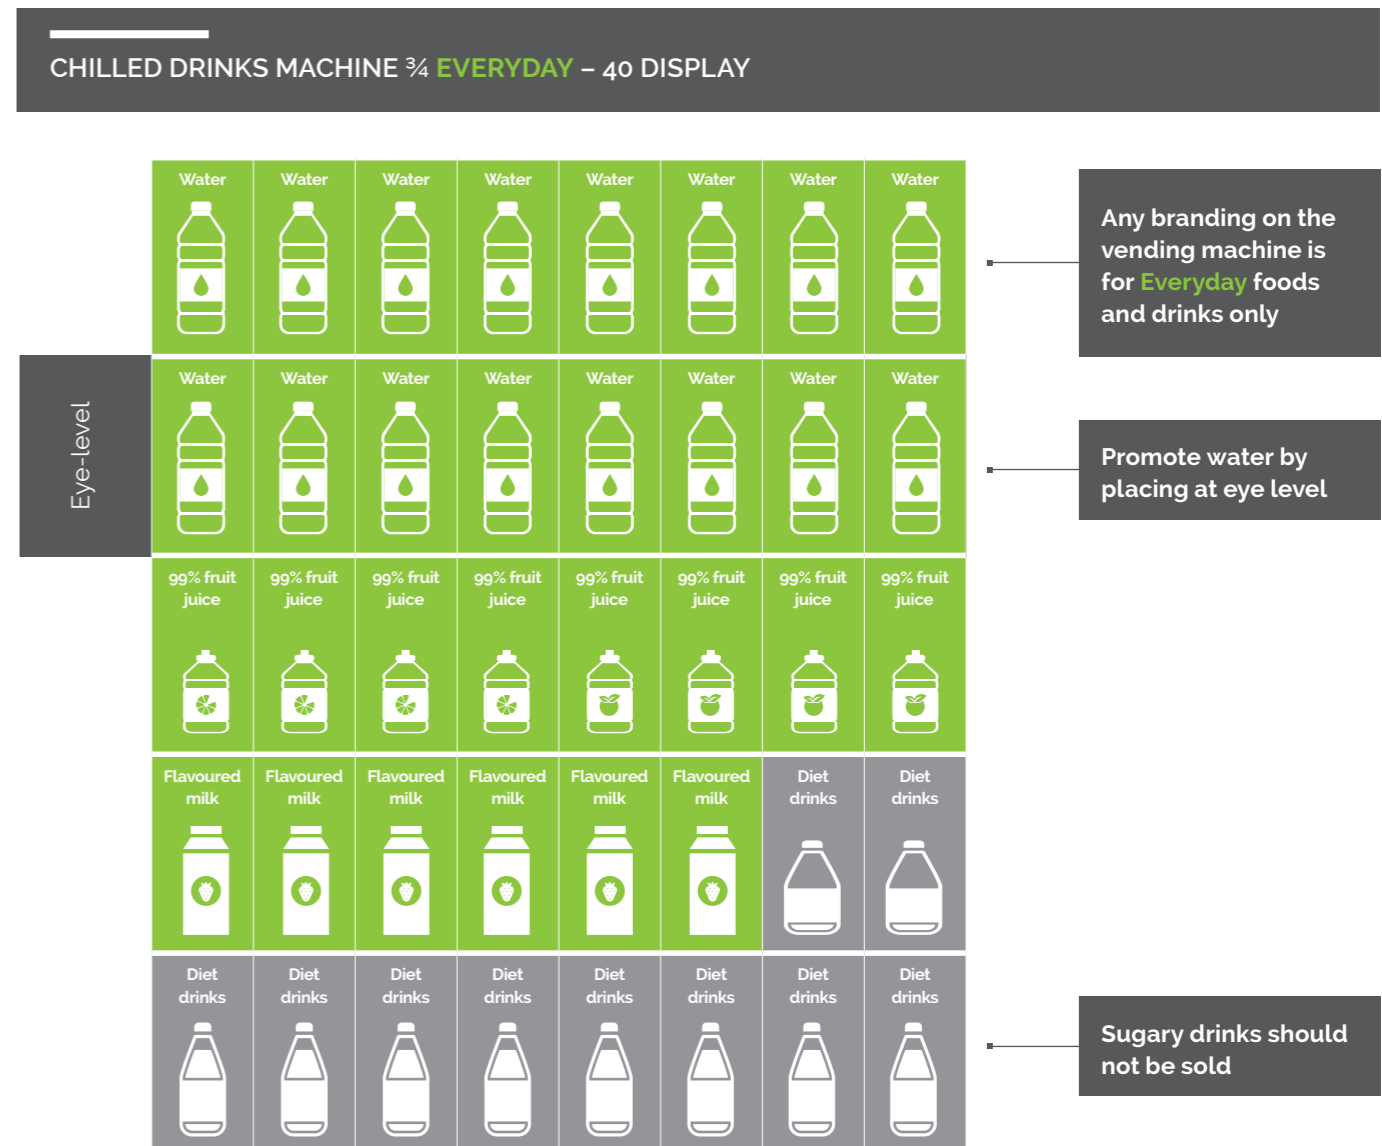 CHILLED DRINKS MACHINE ¾ EVERYDAY – 40 DISPLAY
Water Water Water Water Water Water Water Water
Any branding on the
vending machine is
for Everyday foods
and drinks only
Eye-level
Water Water Water Water Water Water Water Water
Promote water by
placing at eye level
99% fruit 99% fruit 99% fruit 99% fruit 99% fruit 99% fruit 99% fruit 99% fruit
juice juice juice juice juice juice juice juice
Flavoured Flavoured Flavoured Flavoured Flavoured Flavoured Diet Diet
milk milk milk milk milk milk drinks drinks
Diet Diet Diet Diet Diet Diet Diet Diet
drinks drinks drinks drinks drinks drinks drinks drinks
Sugary drinks should
not be sold